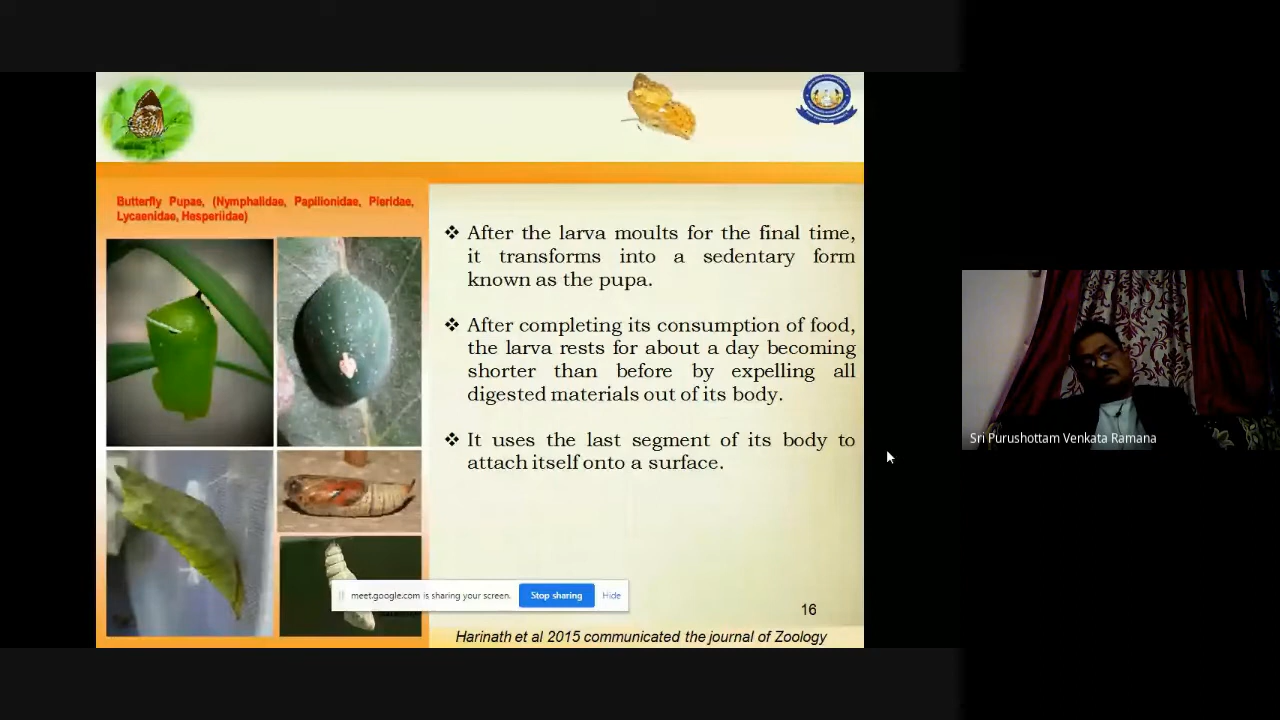 Butterfly Pupae, (Nymphalidae, Papilionidae, Pieridae,
Lycaenidae, Hesperiidae)
❖ After the larva moults for the final time,
it transforms into a sedentary form
known as the pupa.
❖ After completing its consumption of food,
the larva rests for about a day becoming
shorter than before by expelling all
digested materials out of its body.
❖ It uses the last segment of its body to
attach itself onto a surface.
Sri Purushottam Venkata Ramana
meet.google.com is sharing your screen.
Stop sharing
Hide
16
Harinath et al 2015 communicated the journal of Zoology